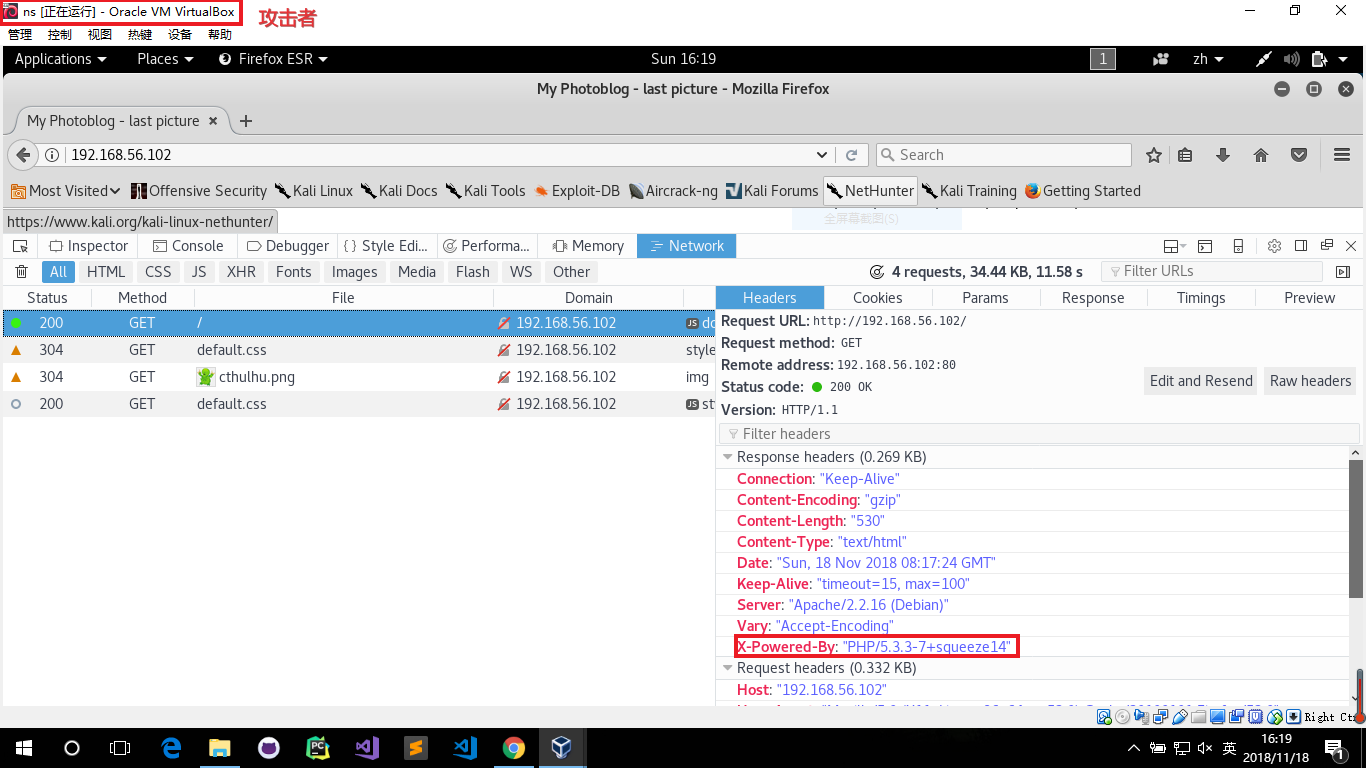 ns [正在运行] - Oracle VM VirtualBox 攻击者
管理 控制 视图 热键 设备 帮助
Applications Places Firefox ESR Sun 16:19 1 zh
My Photoblog - last picture - Mozilla Firefox
My Photoblog - last picture
192.168.56.102 Search
Most Visited Offensive Security Kali Linux Kali Docs Kali Tools Exploit-DB Aircrack-ng Kali Forums NetHunter Kali Training Getting Started
https://www.kali.org/kali-linux-nethunter/ 全屏幕截图(S)
Inspector Console Debugger { } Style Edi... Performa... Memory Network
All HTML CSS JS XHR Fonts Images Media Flash WS Other 4 requests, 34.44 KB, 11.58 s Filter URLs
Status Method File Domain Headers Cookies Params Response Timings Preview
200 GET / 192.168.56.102 JS do
304 GET default.css 192.168.56.102 style
304 GET cthulhu.png 192.168.56.102 img
200 GET default.css 192.168.56.102 JS st
Request URL: http://192.168.56.102/
Request method: GET
Remote address: 192.168.56.102:80
Status code: 200 OK Edit and Resend Raw headers
Version: HTTP/1.1
Filter headers
Response headers (0.269 KB)
Connection: "Keep-Alive"
Content-Encoding: "gzip"
Content-Length: "530"
Content-Type: "text/html"
Date: "Sun, 18 Nov 2018 08:17:24 GMT"
Keep-Alive: "timeout=15, max=100"
Server: "Apache/2.2.16 (Debian)"
Vary: "Accept-Encoding"
X-Powered-By: "PHP/5.3.3-7+squeeze14"
Request headers (0.332 KB)
Host: "192.168.56.102"
Right Ctrl
英 16:19
2018/11/18 1